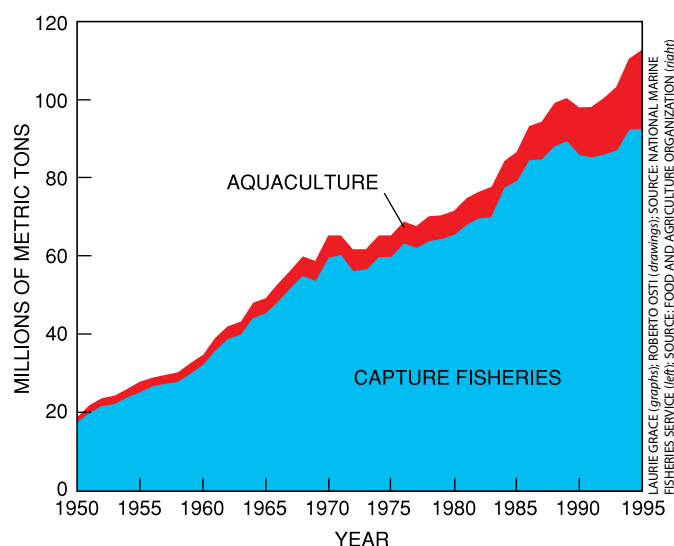 120
100
80
60
40
20
0
MILLIONS OF METRIC TONS
AQUACULTURE
CAPTURE FISHERIES
1950 1955 1960 1965 1970 1975 1980 1985 1990 1995
YEAR
LAURIE GRACE (graphs); ROBERTO OSTI (drawings); SOURCE: NATIONAL MARINE
FISHERIES SERVICE (left); SOURCE: FOOD AND AGRICULTURE ORGANIZATION (right)